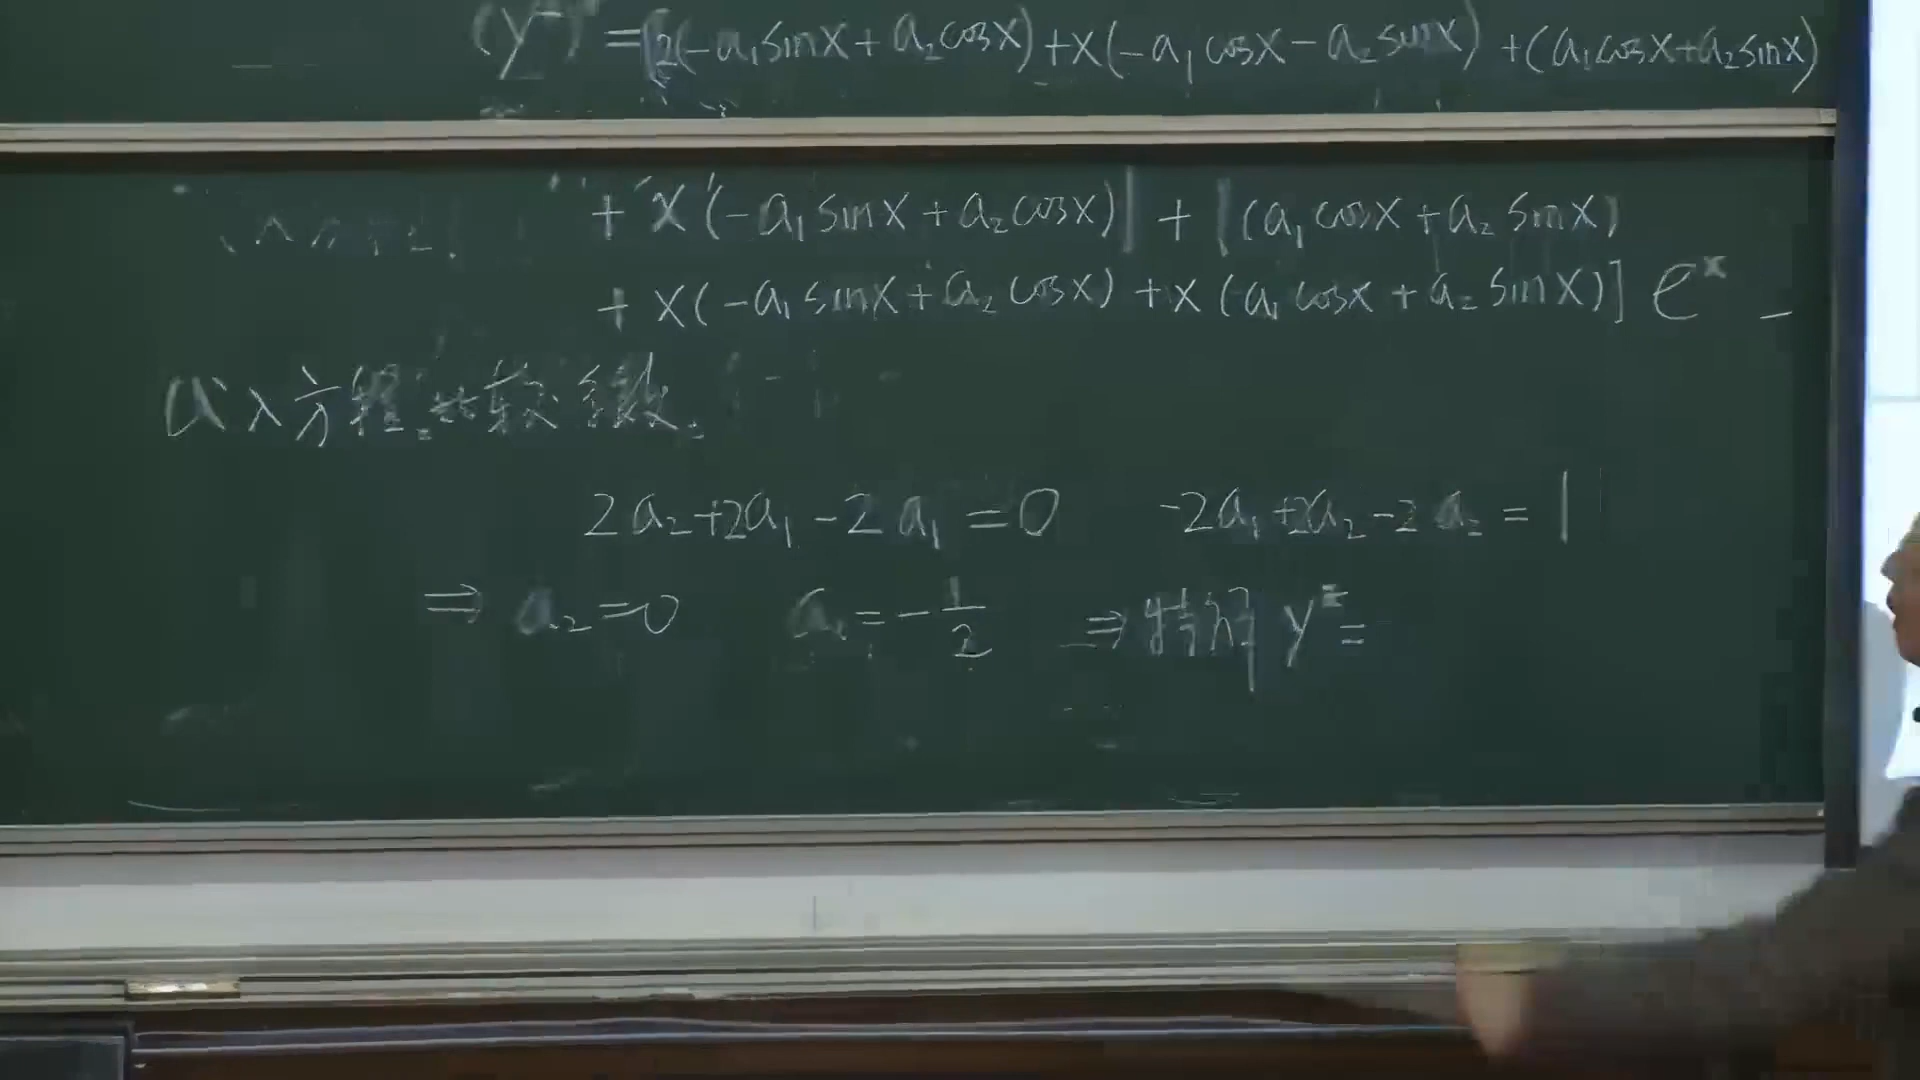 (y*)'' = [2(-a₁sinx + a₂cosx) + x(-a₁cosx - a₂sinx) + (a₁cosx + a₂sinx)
+ x(-a₁sinx + a₂cosx)] + [(a₁cosx + a₂sinx)
+ x(-a₁sinx + a₂cosx) + x(a₁cosx + a₂sinx)] eˣ
代入方程.比较系数.
2a₂+2a₁-2a₁=0 -2a₁+2a₂-2a₂=1
⇒ a₂=0 a₁=-1/2 ⇒特解 y*=